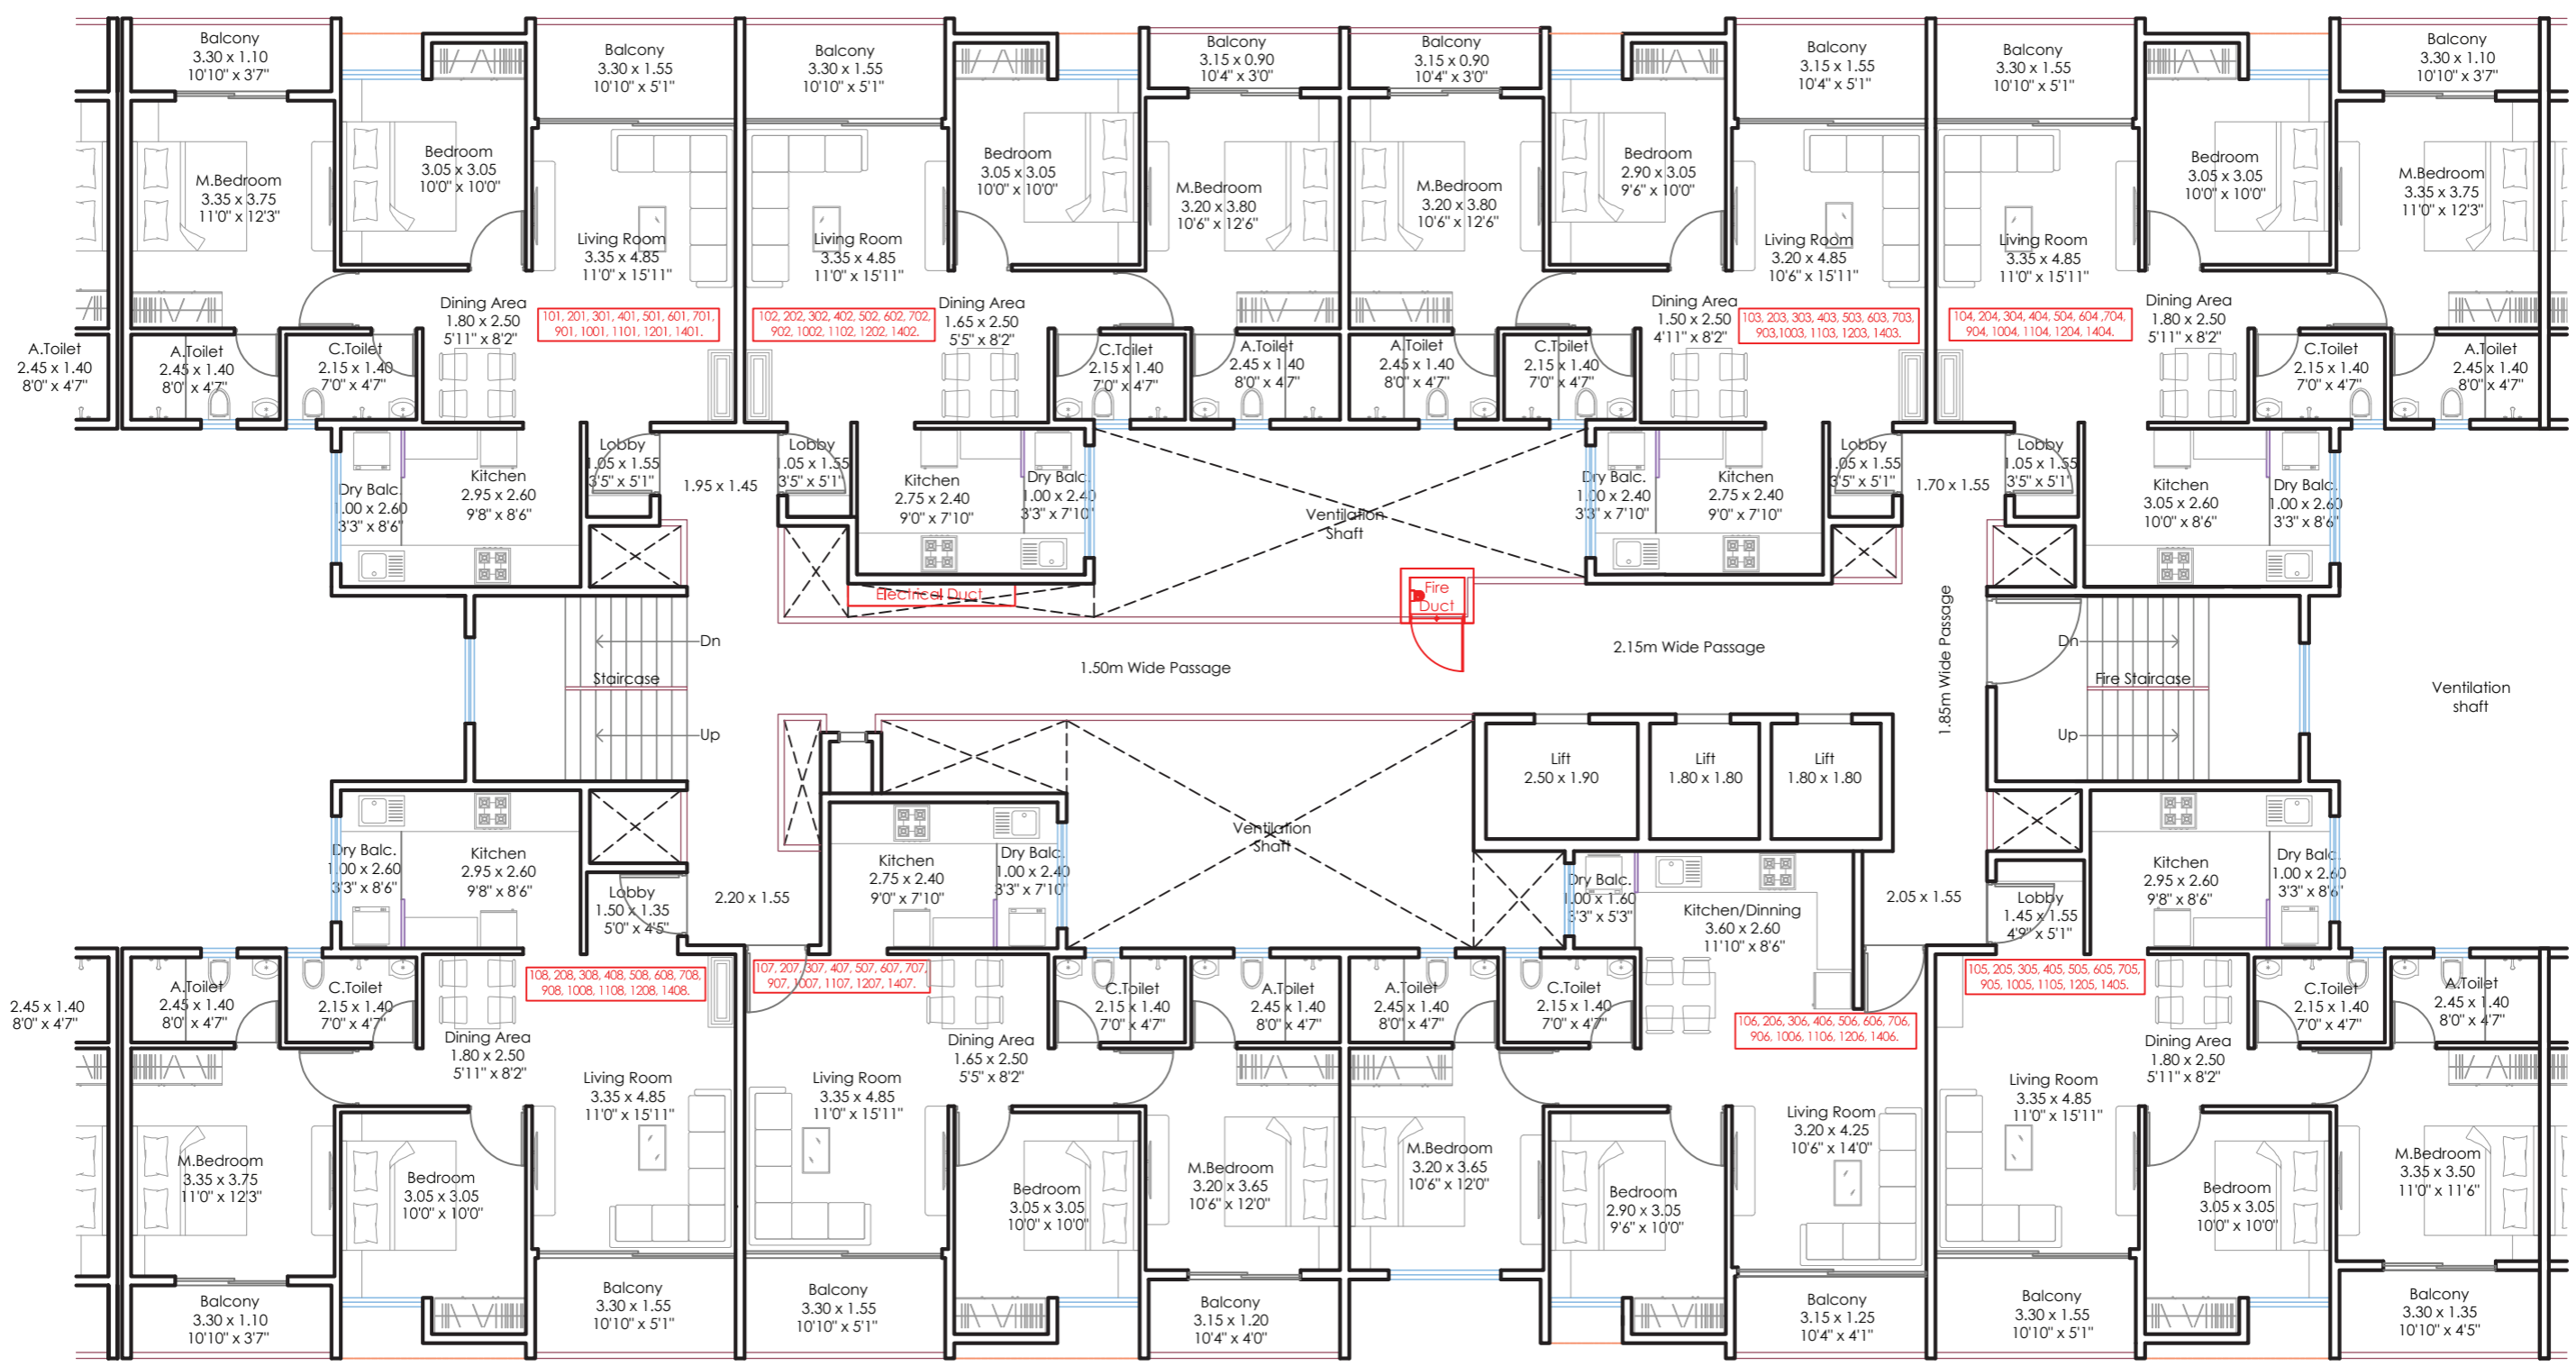 Balcony
3.30 x 1.10
10'10" x 3'7"
Balcony
3.30 x 1.55
10'10" x 5'1"
Balcony
3.30 x 1.55
10'10" x 5'1"
Balcony
3.15 x 0.90
10'4" x 3'0"
Balcony
3.15 x 0.90
10'4" x 3'0"
Balcony
3.15 x 1.55
10'4" x 5'1"
Balcony
3.30 x 1.55
10'10" x 5'1"
Balcony
3.30 x 1.10
10'10" x 3'7"
M.Bedroom
3.35 x 3.75
11'0" x 12'3"
Bedroom
3.05 x 3.05
10'0" x 10'0"
Living Room
3.35 x 4.85
11'0" x 15'11"
Living Room
3.35 x 4.85
11'0" x 15'11"
Bedroom
3.05 x 3.05
10'0" x 10'0"
M.Bedroom
3.20 x 3.80
10'6" x 12'6"
M.Bedroom
3.20 x 3.80
10'6" x 12'6"
Bedroom
2.90 x 3.05
9'6" x 10'0"
Living Room
3.20 x 4.85
10'6" x 15'11"
Living Room
3.35 x 4.85
11'0" x 15'11"
Bedroom
3.05 x 3.05
10'0" x 10'0"
M.Bedroom
3.35 x 3.75
11'0" x 12'3"
Dining Area
1.80 x 2.50
5'11" x 8'2"
101, 201, 301, 401, 501, 601, 701,
901, 1001, 1101, 1201, 1401.
102, 202, 302, 402, 502, 602, 702,
902, 1002, 1102, 1202, 1402.
Dining Area
1.65 x 2.50
5'5" x 8'2"
Dining Area
1.50 x 2.50
4'11" x 8'2"
103, 203, 303, 403, 503, 603, 703,
903,1003, 1103, 1203, 1403.
104, 204, 304, 404, 504, 604 ,704,
904, 1004, 1104, 1204, 1404.
Dining Area
1.80 x 2.50
5'11" x 8'2"
A.Toilet
2.45 x 1.40
8'0" x 4'7"
A.Toilet
2.45 x 1.40
8'0" x 4'7"
C.Toilet
2.15 x 1.40
7'0" x 4'7"
C.Toilet
2.15 x 1.40
7'0" x 4'7"
A.Toilet
2.45 x 1.40
8'0" x 4'7"
A.Toilet
2.45 x 1.40
8'0" x 4'7"
C.Toilet
2.15 x 1.40
7'0" x 4'7"
C.Toilet
2.15 x 1.40
7'0" x 4'7"
A.Toilet
2.45 x 1.40
8'0" x 4'7"
Dry Balc.
1.00 x 2.60
3'3" x 8'6"
Kitchen
2.95 x 2.60
9'8" x 8'6"
Lobby
1.05 x 1.55
3'5" x 5'1"
1.95 x 1.45
Lobby
1.05 x 1.55
3'5" x 5'1"
Kitchen
2.75 x 2.40
9'0" x 7'10"
Dry Balc.
1.00 x 2.40
3'3" x 7'10"
Ventilation
Shaft
Dry Balc.
1.00 x 2.40
3'3" x 7'10"
Kitchen
2.75 x 2.40
9'0" x 7'10"
Lobby
1.05 x 1.55
3'5" x 5'1"
1.70 x 1.55
Lobby
1.05 x 1.55
3'5" x 5'1"
Kitchen
3.05 x 2.60
10'0" x 8'6"
Dry Balc.
1.00 x 2.60
3'3" x 8'6"
Electrical Duct
Fire
Duct
Dn
Staircase
Up
1.50m Wide Passage
2.15m Wide Passage
1.85m Wide Passage
Dn
Fire Staircase
Up
Ventilation
shaft
Lift
2.50 x 1.90
Lift
1.80 x 1.80
Lift
1.80 x 1.80
Dry Balc.
1.00 x 2.60
3'3" x 8'6"
Kitchen
2.95 x 2.60
9'8" x 8'6"
Lobby
1.50 x 1.35
5'0" x 4'5"
2.20 x 1.55
Kitchen
2.75 x 2.40
9'0" x 7'10"
Dry Balc.
1.00 x 2.40
3'3" x 7'10"
Ventilation
Shaft
Dry Balc.
1.00 x 1.60
3'3" x 5'3"
Kitchen/Dinning
3.60 x 2.60
11'10" x 8'6"
2.05 x 1.55
Lobby
1.45 x 1.55
4'9" x 5'1"
Kitchen
2.95 x 2.60
9'8" x 8'6"
Dry Balc.
1.00 x 2.60
3'3" x 8'6"
2.45 x 1.40
8'0" x 4'7"
A.Toilet
2.45 x 1.40
8'0" x 4'7"
C.Toilet
2.15 x 1.40
7'0" x 4'7"
108, 208, 308, 408, 508, 608, 708,
908, 1008, 1108, 1208, 1408.
107, 207, 307, 407, 507, 607, 707,
907, 1007, 1107, 1207, 1407.
C.Toilet
2.15 x 1.40
7'0" x 4'7"
A.Toilet
2.45 x 1.40
8'0" x 4'7"
A.Toilet
2.45 x 1.40
8'0" x 4'7"
C.Toilet
2.15 x 1.40
7'0" x 4'7"
106, 206, 306, 406, 506, 606, 706,
906, 1006, 1106, 1206, 1406.
105, 205, 305, 405, 505, 605, 705,
905, 1005, 1105, 1205, 1405.
C.Toilet
2.15 x 1.40
7'0" x 4'7"
A.Toilet
2.45 x 1.40
8'0" x 4'7"
Dining Area
1.80 x 2.50
5'11" x 8'2"
Dining Area
1.65 x 2.50
5'5" x 8'2"
Dining Area
1.80 x 2.50
5'11" x 8'2"
M.Bedroom
3.35 x 3.75
11'0" x 12'3"
Bedroom
3.05 x 3.05
10'0" x 10'0"
Living Room
3.35 x 4.85
11'0" x 15'11"
Living Room
3.35 x 4.85
11'0" x 15'11"
Bedroom
3.05 x 3.05
10'0" x 10'0"
M.Bedroom
3.20 x 3.65
10'6" x 12'0"
M.Bedroom
3.20 x 3.65
10'6" x 12'0"
Bedroom
2.90 x 3.05
9'6" x 10'0"
Living Room
3.20 x 4.25
10'6" x 14'0"
Living Room
3.35 x 4.85
11'0" x 15'11"
Bedroom
3.05 x 3.05
10'0" x 10'0"
M.Bedroom
3.35 x 3.50
11'0" x 11'6"
Balcony
3.30 x 1.10
10'10" x 3'7"
Balcony
3.30 x 1.55
10'10" x 5'1"
Balcony
3.30 x 1.55
10'10" x 5'1"
Balcony
3.15 x 1.20
10'4" x 4'0"
Balcony
3.15 x 1.25
10'4" x 4'1"
Balcony
3.30 x 1.55
10'10" x 5'1"
Balcony
3.30 x 1.35
10'10" x 4'5"